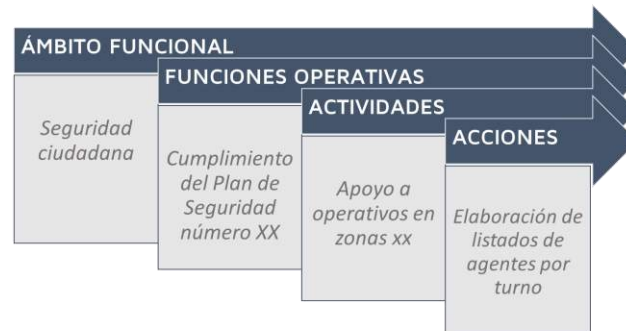 ÁMBITO FUNCIONAL
Seguridad
ciudadana
FUNCIONES OPERATIVAS
Cumplimiento
del Plan de
Seguridad
número XX
ACTIVIDADES
Apoyo a
operativos en
zonas xx
ACCIONES
Elaboración de
listados de
agentes por
turno